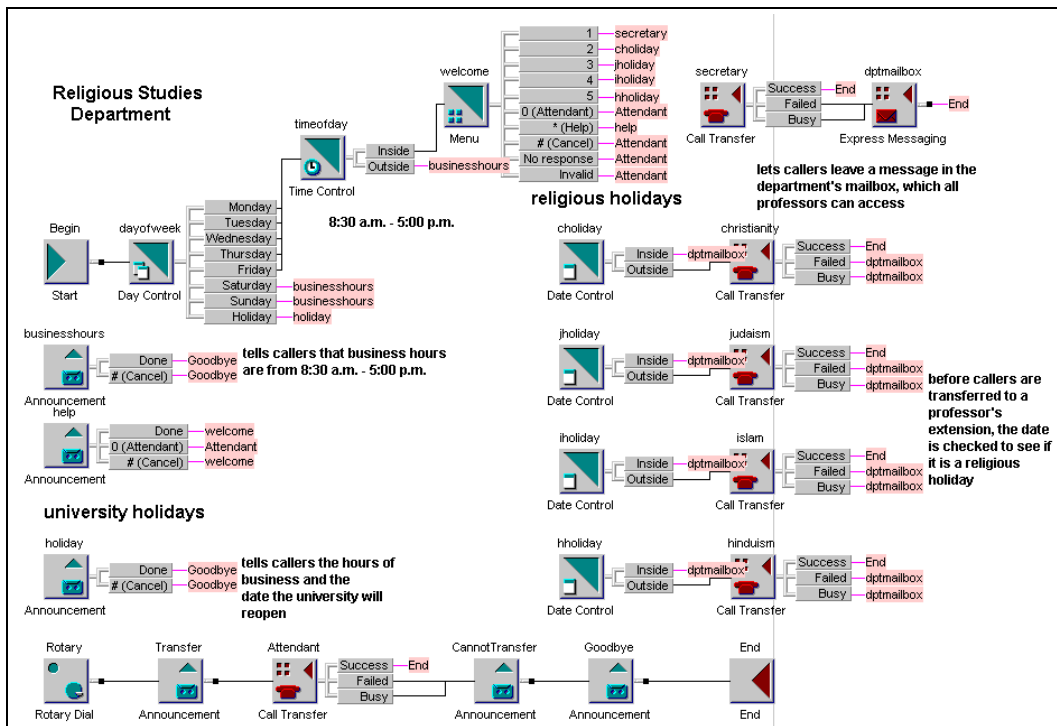 Religious Studies
Department
welcome
Menu
1
2
3
4
5
0 (Attendant)
* (Help)
# (Cancel)
No response
Invalid
secretary
choliday
jholiday
iholiday
hholiday
Attendant
help
Attendant
Attendant
Attendant
secretary
Call Transfer
Success
Failed
Busy
End
dptmailbox
Express Messaging
End
lets callers leave a message in the
department's mailbox, which all
professors can access
timeofday
Time Control
Inside
Outside
businesshours
8:30 a.m. - 5:00 p.m.
Begin
Start
dayofweek
Day Control
Monday
Tuesday
Wednesday
Thursday
Friday
Saturday
Sunday
Holiday
businesshours
businesshours
holiday
businesshours
Announcement
Done
# (Cancel)
Goodbye
Goodbye
tells callers that business hours
are from 8:30 a.m. - 5:00 p.m.
help
Announcement
Done
0 (Attendant)
# (Cancel)
welcome
Attendant
welcome
university holidays
holiday
Announcement
Done
# (Cancel)
Goodbye
Goodbye
tells callers the hours of
business and the
date the university will
reopen
religious holidays
choliday
Date Control
Inside
Outside
dptmailbox
christianity
Call Transfer
Success
Failed
Busy
End
dptmailbox
dptmailbox
jholiday
Date Control
Inside
Outside
dptmailbox
judaism
Call Transfer
Success
Failed
Busy
End
dptmailbox
dptmailbox
iholiday
Date Control
Inside
Outside
dptmailbox
islam
Call Transfer
Success
Failed
Busy
End
dptmailbox
dptmailbox
hholiday
Date Control
Inside
Outside
dptmailbox
hinduism
Call Transfer
Success
Failed
Busy
End
dptmailbox
dptmailbox
before callers are
transferred to a
professor's
extension, the date
is checked to see if
it is a religious
holiday
Rotary
Rotary Dial
Transfer
Announcement
Attendant
Call Transfer
Success
Failed
Busy
End
CannotTransfer
Announcement
Goodbye
Announcement
End
End